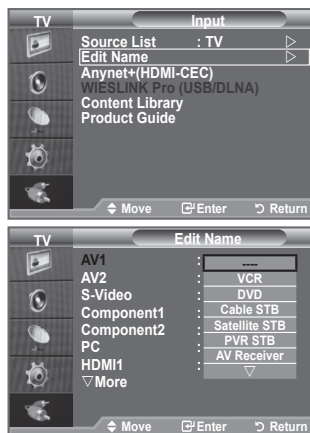 TV Input
Source List : TV ▷
Edit Name ▷
Anynet+(HDMI-CEC)
WIESLINK Pro (USB/DLNA)
Content Library
Product Guide
Move Enter Return
TV Edit Name
AV1 : ----
AV2 : VCR
S-Video : DVD
Component1 : Cable STB
Component2 : Satellite STB
PC : PVR STB
HDMI1 : AV Receiver
▽More ▽
Move Enter Return